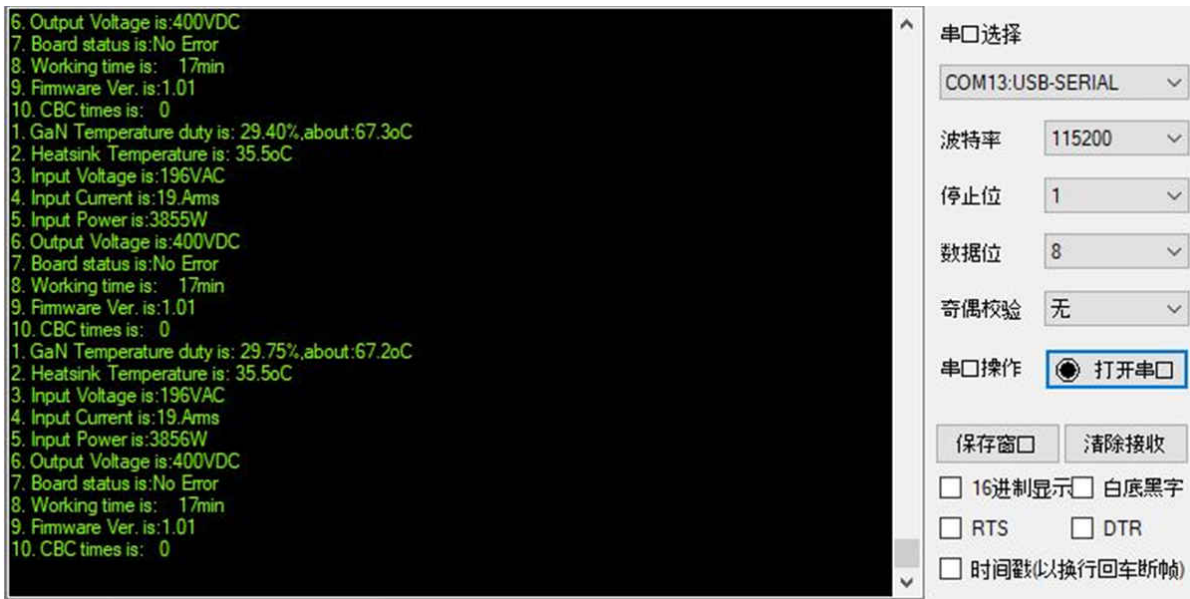 6. Output Voltage is:400VDC
7. Board status is:No Error
8. Working time is:   17min
9. Firmware Ver. is:1.01
10. CBC times is:   0
1. GaN Temperature duty is: 29.40%,about:67.3oC
2. Heatsink Temperature is: 35.5oC
3. Input Voltage is:196VAC
4. Input Current is:19.Arms
5. Input Power is:3855W
6. Output Voltage is:400VDC
7. Board status is:No Error
8. Working time is:   17min
9. Firmware Ver. is:1.01
10. CBC times is:   0
1. GaN Temperature duty is: 29.75%,about:67.2oC
2. Heatsink Temperature is: 35.5oC
3. Input Voltage is:196VAC
4. Input Current is:19.Arms
5. Input Power is:3856W
6. Output Voltage is:400VDC
7. Board status is:No Error
8. Working time is:   17min
9. Firmware Ver. is:1.01
10. CBC times is:   0
串口选择
COM13:USB-SERIAL
波特率 115200
停止位 1
数据位 8
奇偶校验 无
串口操作 打开串口
保存窗口 清除接收
16进制显示 白底黑字
RTS DTR
时间戳(以换行回车断帧)